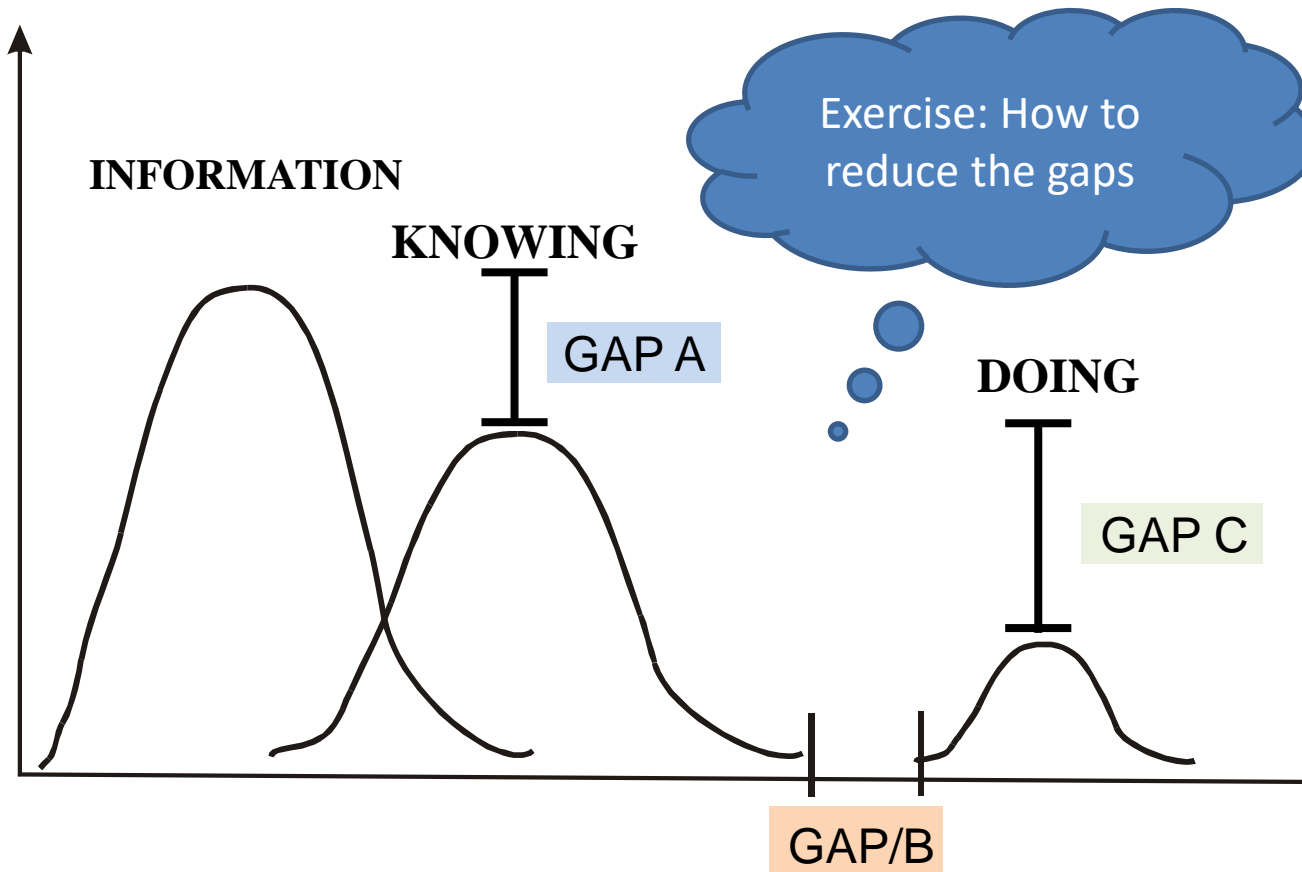 Exercise: How to
reduce the gaps
INFORMATION
KNOWING
GAP A
DOING
GAP C
GAP/B